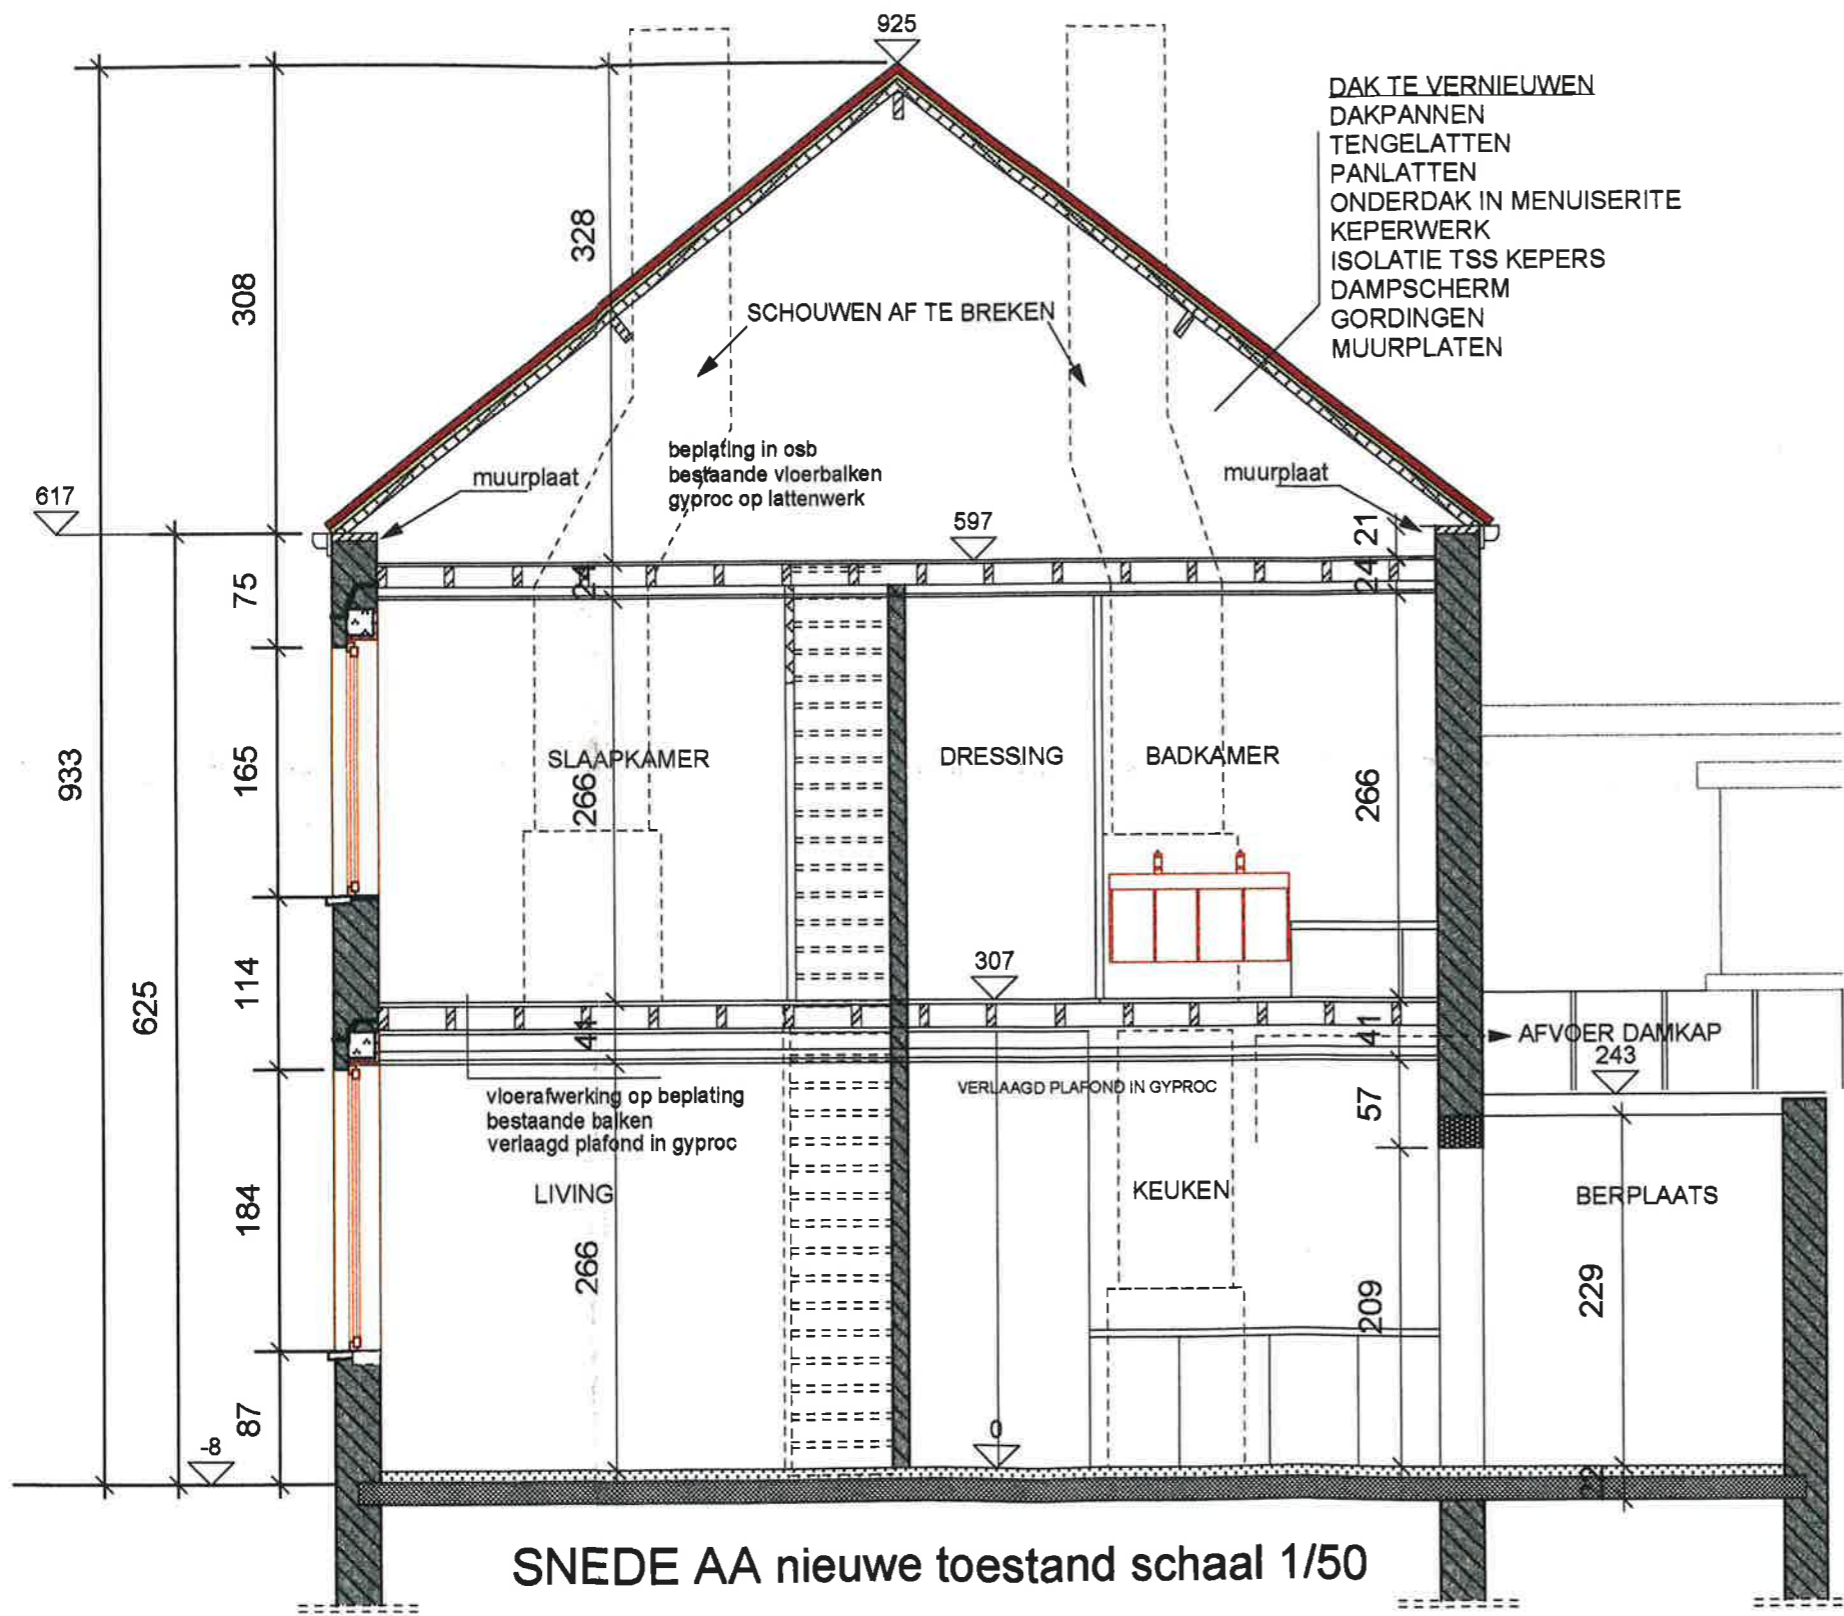 925
DAK TE VERNIEUWEN
DAKPANNEN
TENGELATTEN
PANLATTEN
ONDERDAK IN MENUISERITE
KEPERWERK
ISOLATIE TSS KEPERS
DAMPSCHERM
GORDINGEN
MUURPLATEN
328
308
SCHOUWEN AF TE BREKEN
beplating in osb
bestaande vloerbalken
gyproc op lattenwerk
muurplaat
muurplaat
617
597
21
24
24
75
933
165
SLAAPKAMER
266
DRESSING
BADKAMER
266
625
114
307
41
41
AFVOER DAMKAP
243
vloerafwerking op beplating
bestaande balken
verlaagd plafond in gyproc
VERLAAGD PLAFOND IN GYPROC
57
184
LIVING
266
KEUKEN
209
BERPLAATS
229
87
-8
0
SNEDE AA nieuwe toestand schaal 1/50